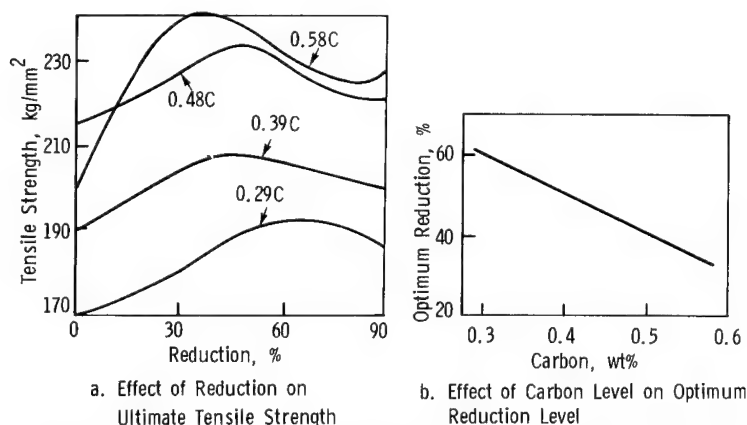 Tensile Strength, kg/mm²
230
210
190
170
0
30
60
90
Reduction, %
0.58C
0.48C
0.39C
0.29C
a. Effect of Reduction on
Ultimate Tensile Strength
Optimum Reduction, %
60
40
20
0.3
0.4
0.5
0.6
Carbon, wt%
b. Effect of Carbon Level on Optimum
Reduction Level